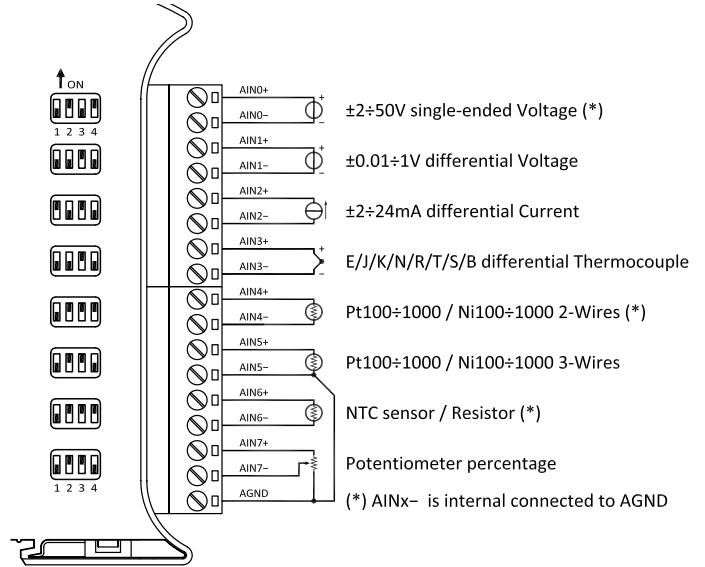 ON
1 2 3 4
AIN0+
AIN0−
+
−
±2÷50V single-ended Voltage (*)
AIN1+
AIN1−
+
−
±0.01÷1V differential Voltage
AIN2+
AIN2−
±2÷24mA differential Current
AIN3+
AIN3−
+
−
E/J/K/N/R/T/S/B differential Thermocouple
AIN4+
AIN4−
Pt100÷1000 / Ni100÷1000 2-Wires (*)
AIN5+
AIN5−
Pt100÷1000 / Ni100÷1000 3-Wires
AIN6+
AIN6−
NTC sensor / Resistor (*)
AIN7+
AIN7−
Potentiometer percentage
1 2 3 4
AGND
(*) AINx− is internal connected to AGND